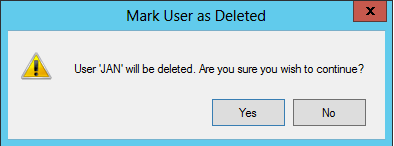 Mark User as Deleted
x
User 'JAN' will be deleted. Are you sure you wish to continue?
Yes No